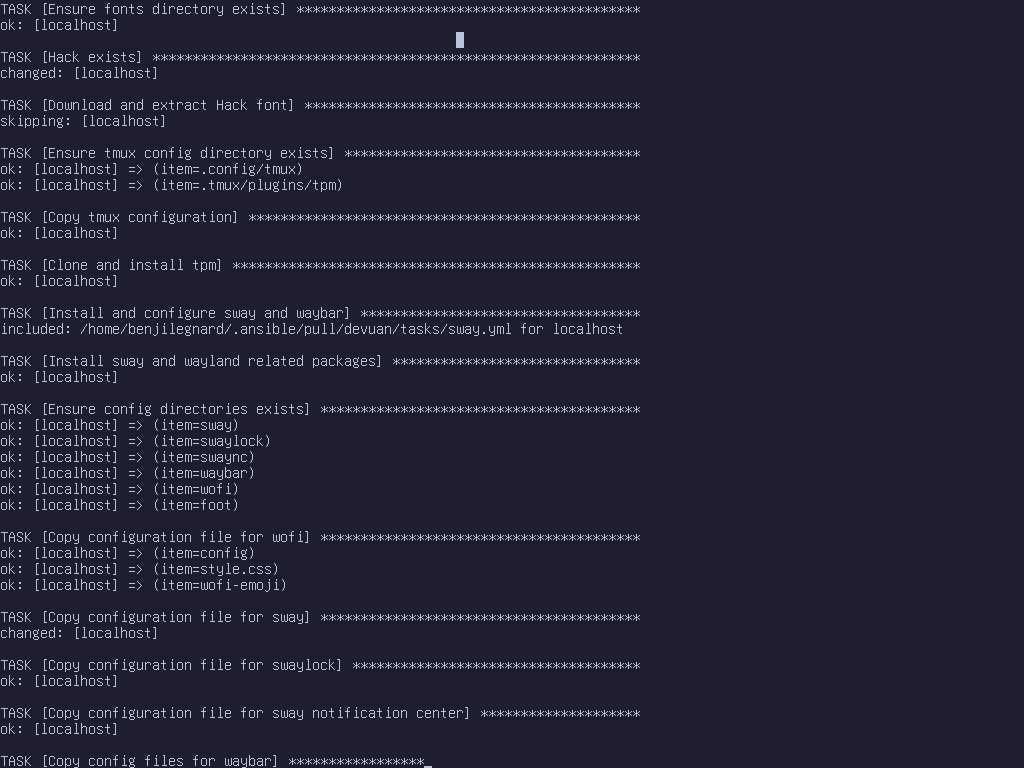 TASK [Ensure fonts directory exists] *******************************************
ok: [localhost]
TASK [Hack exists] *************************************************************
changed: [localhost]
TASK [Download and extract Hack font] ******************************************
skipping: [localhost]
TASK [Ensure tmux config directory exists] *************************************
ok: [localhost] => (item=.config/tmux)
ok: [localhost] => (item=.tmux/plugins/tpm)
TASK [Copy tmux configuration] *************************************************
ok: [localhost]
TASK [Clone and install tpm] ***************************************************
ok: [localhost]
TASK [Install and configure sway and waybar] ***********************************
included: /home/benjilegnard/.ansible/pull/devuan/tasks/sway.yml for localhost
TASK [Install sway and wayland related packages] *******************************
ok: [localhost]
TASK [Ensure config directories exists] ****************************************
ok: [localhost] => (item=sway)
ok: [localhost] => (item=swaylock)
ok: [localhost] => (item=swaync)
ok: [localhost] => (item=waybar)
ok: [localhost] => (item=wofi)
ok: [localhost] => (item=foot)
TASK [Copy configuration file for wofi] ****************************************
ok: [localhost] => (item=config)
ok: [localhost] => (item=style.css)
ok: [localhost] => (item=wofi-emoji)
TASK [Copy configuration file for sway] ****************************************
changed: [localhost]
TASK [Copy configuration file for swaylock] ************************************
ok: [localhost]
TASK [Copy configuration file for sway notification center] ********************
ok: [localhost]
TASK [Copy config files for waybar] *****************_